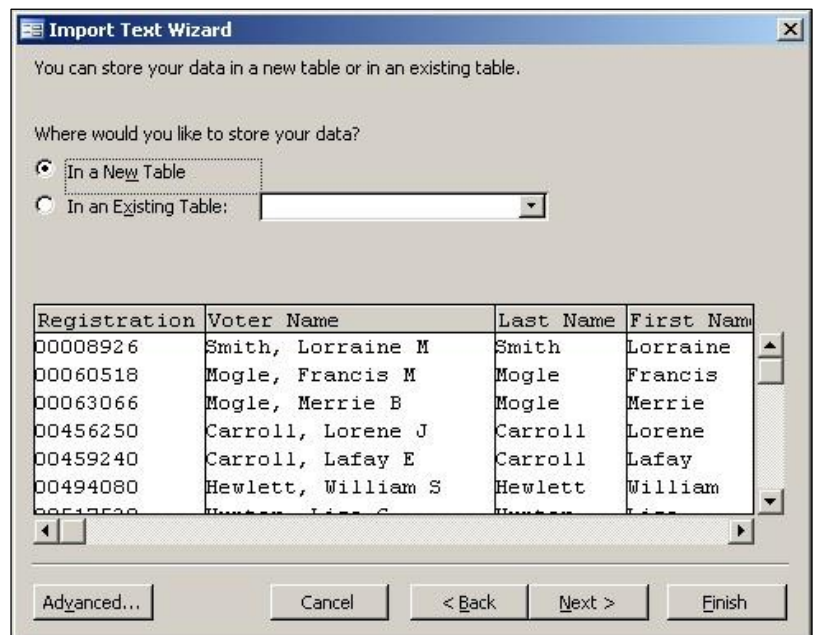 Import Text Wizard
You can store your data in a new table or in an existing table.
Where would you like to store your data?
In a New Table
In an Existing Table:
Registration Voter Name Last Name First Nam
00008926 Smith, Lorraine M Smith Lorraine
00060518 Mogle, Francis M Mogle Francis
00063066 Mogle, Merrie B Mogle Merrie
00456250 Carroll, Lorene J Carroll Lorene
00459240 Carroll, Lafay E Carroll Lafay
00494080 Hewlett, William S Hewlett William
Advanced... Cancel < Back Next > Finish